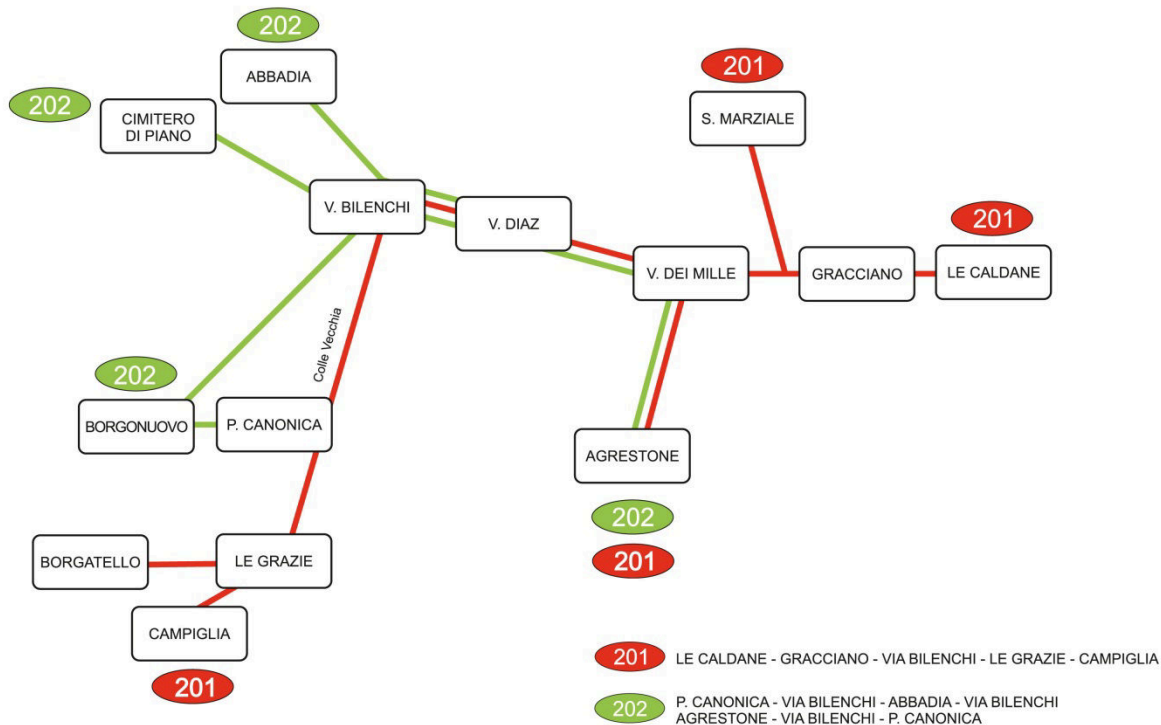 202
ABBADIA
202
CIMITERO
DI PIANO
201
S. MARZIALE
V. BILENCHI
V. DIAZ
201
V. DEI MILLE
GRACCIANO
LE CALDANE
Colle Vecchia
202
BORGONUOVO
P. CANONICA
AGRESTONE
202
201
BORGATELLO
LE GRAZIE
CAMPIGLIA
201
201 LE CALDANE - GRACCIANO - VIA BILENCHI - LE GRAZIE - CAMPIGLIA
202 P. CANONICA - VIA BILENCHI - ABBADIA - VIA BILENCHI
AGRESTONE - VIA BILENCHI - P. CANONICA